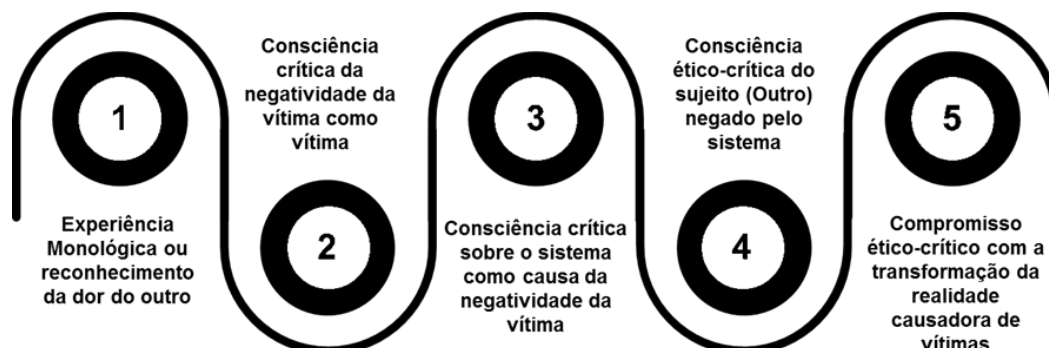 1
Experiência
Monológica ou
reconhecimento
da dor do outro
Consciência
crítica da
negatividade da
vítima como
vítima
2
3
Consciência crítica
sobre o sistema
como causa da
negatividade da
vítima
Consciência
ético-crítica do
sujeito (Outro)
negado pelo
sistema
4
5
Compromisso
ético-crítico com a
transformação da
realidade
causadora de
vítimas